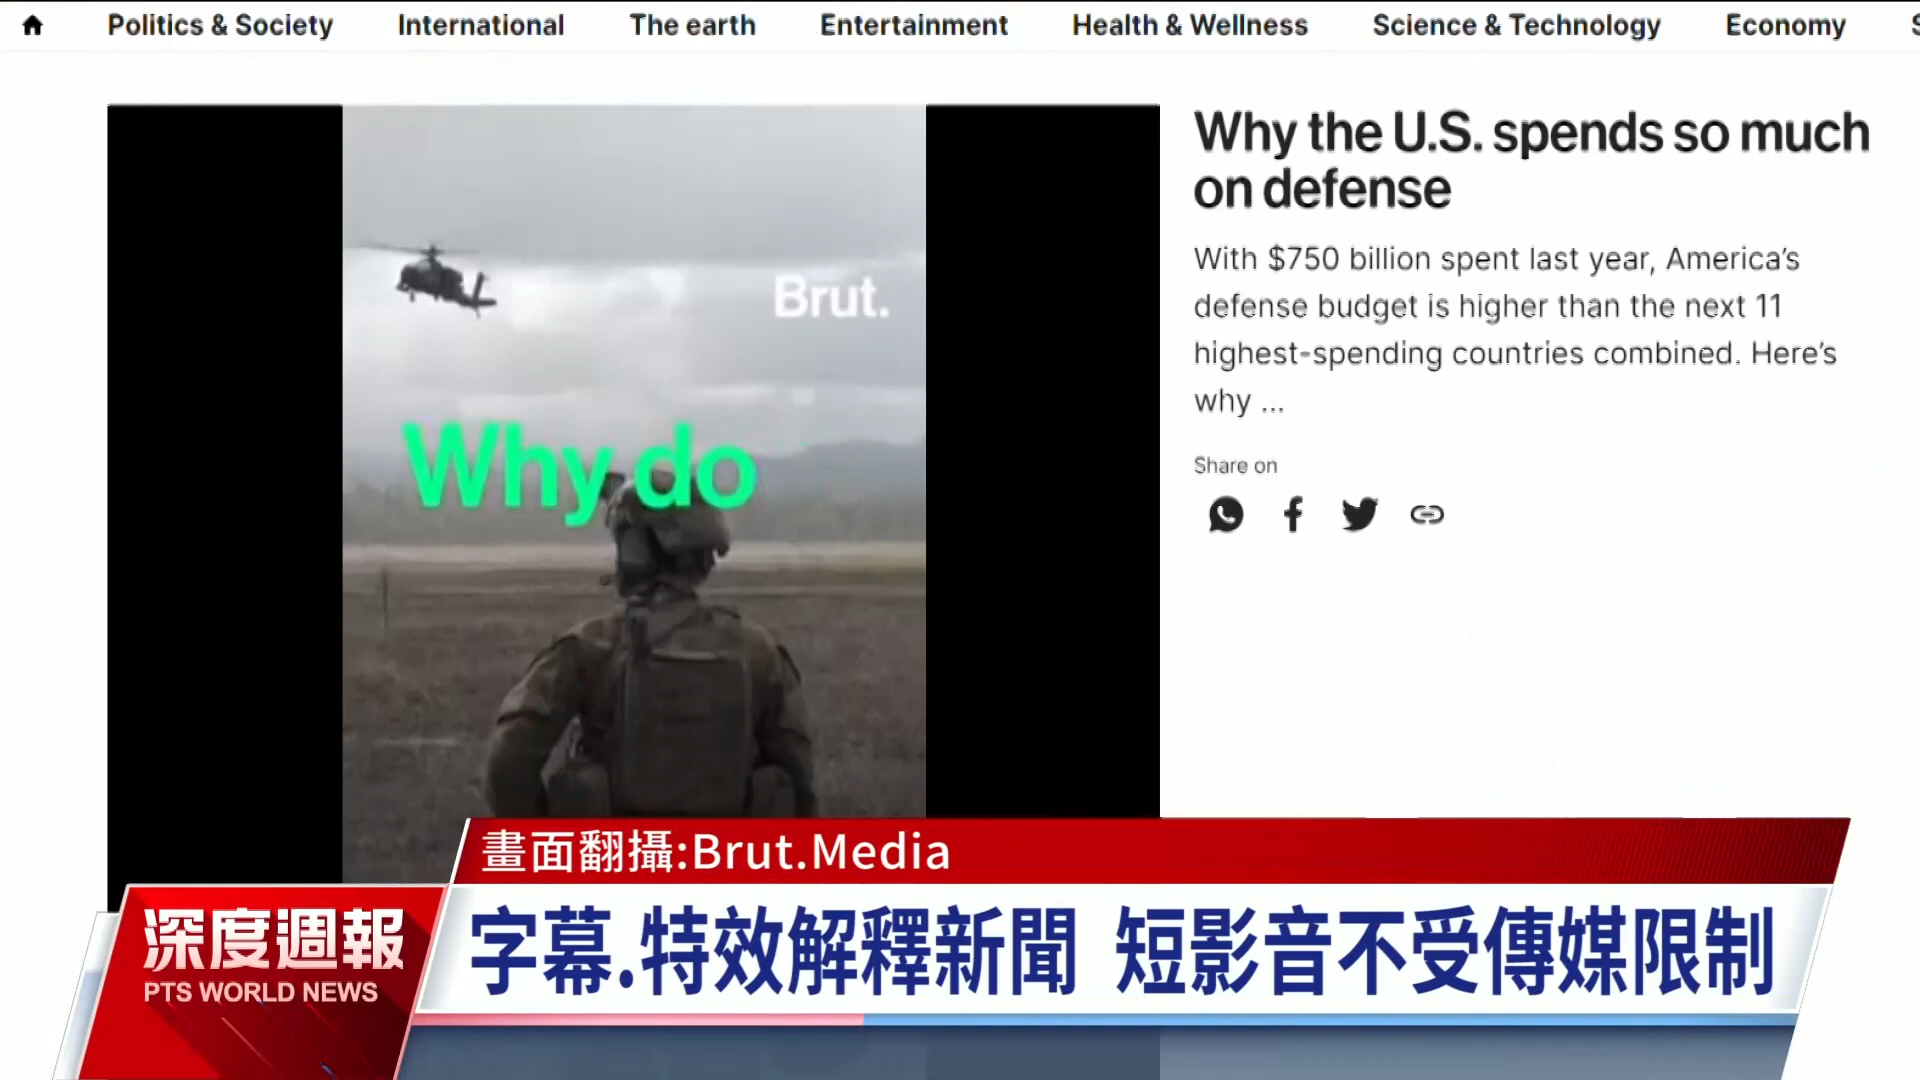 Politics & Society International The earth Entertainment Health & Wellness Science & Technology Economy
Why the U.S. spends so much
on defense
With $750 billion spent last year, America’s
defense budget is higher than the next 11
highest-spending countries combined. Here’s
why ...
Share on
Brut.
Why do
畫面翻攝:Brut.Media
字幕.特效解釋新聞 短影音不受傳媒限制
深度週報
PTS WORLD NEWS